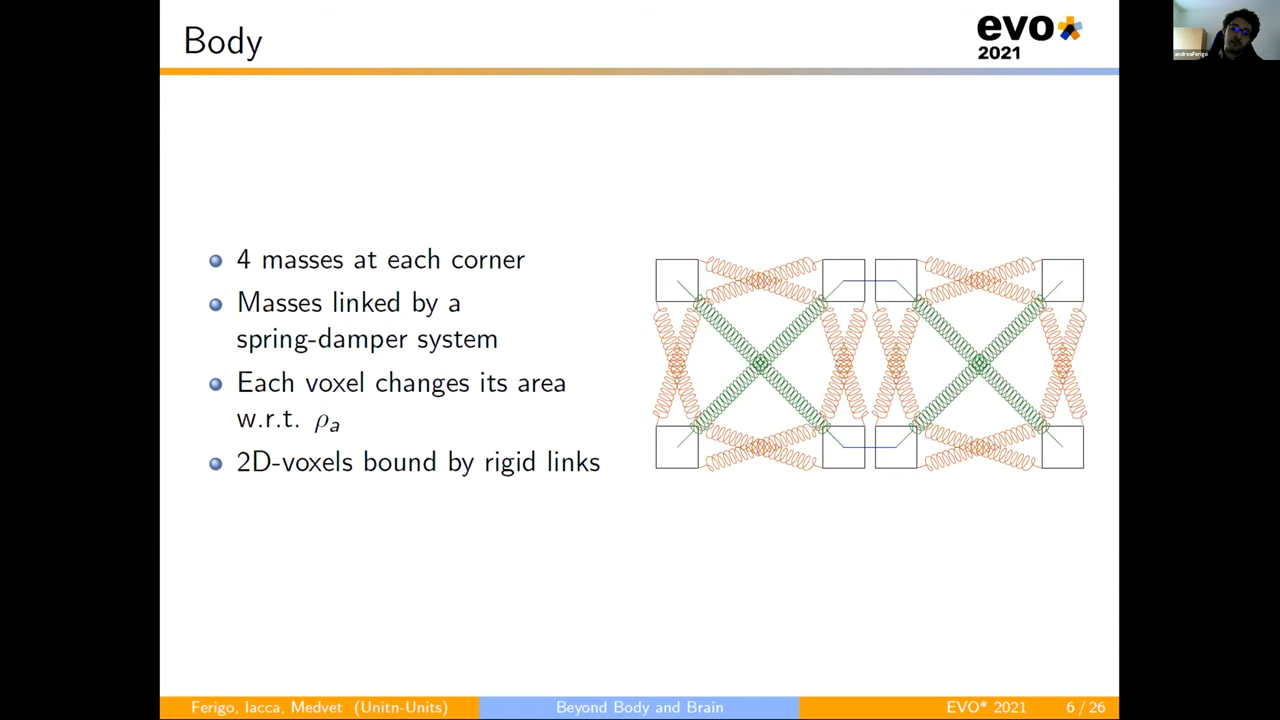 Body
evo
2021
andreaFerigo
4 masses at each corner
Masses linked by a
spring-damper system
Each voxel changes its area
w.r.t. ρₐ
2D-voxels bound by rigid links
Ferigo, Iacca, Medvet (Unitn-Units)
Beyond Body and Brain
EVO* 2021
6 / 26